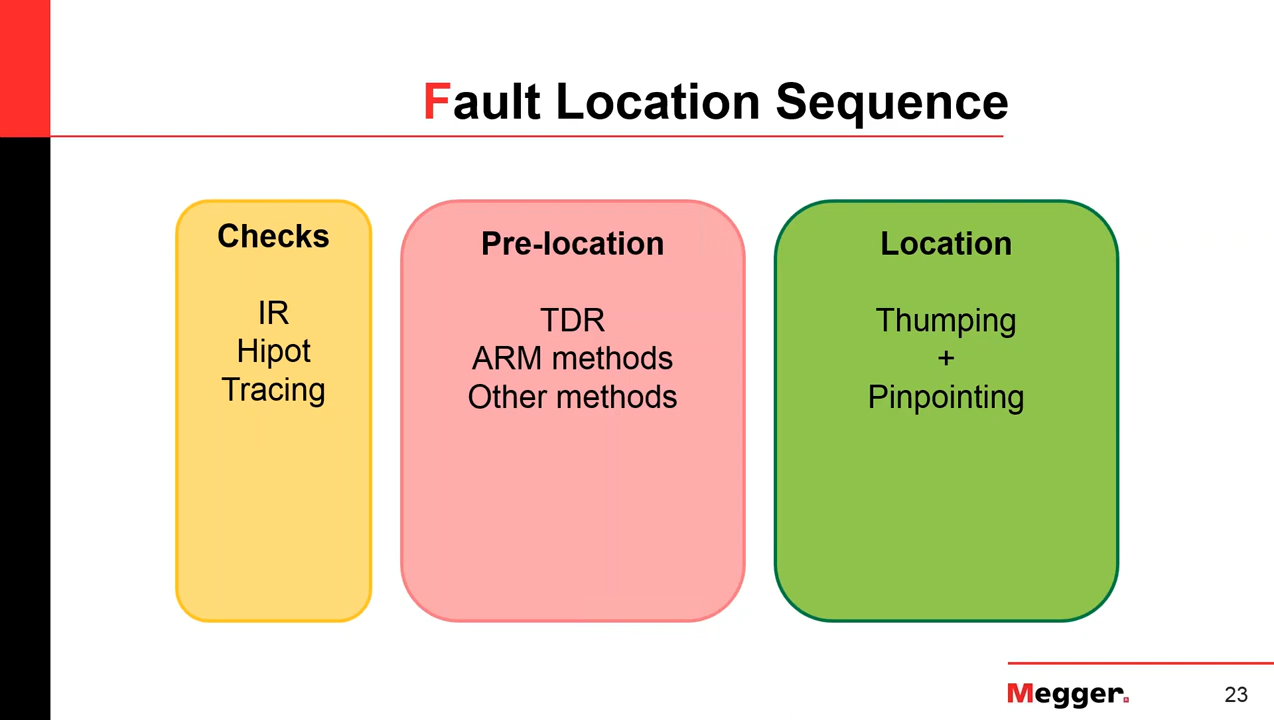 Fault Location Sequence
Checks
IR
Hipot
Tracing
Pre-location
TDR
ARM methods
Other methods
Location
Thumping
+
Pinpointing
Megger.
23